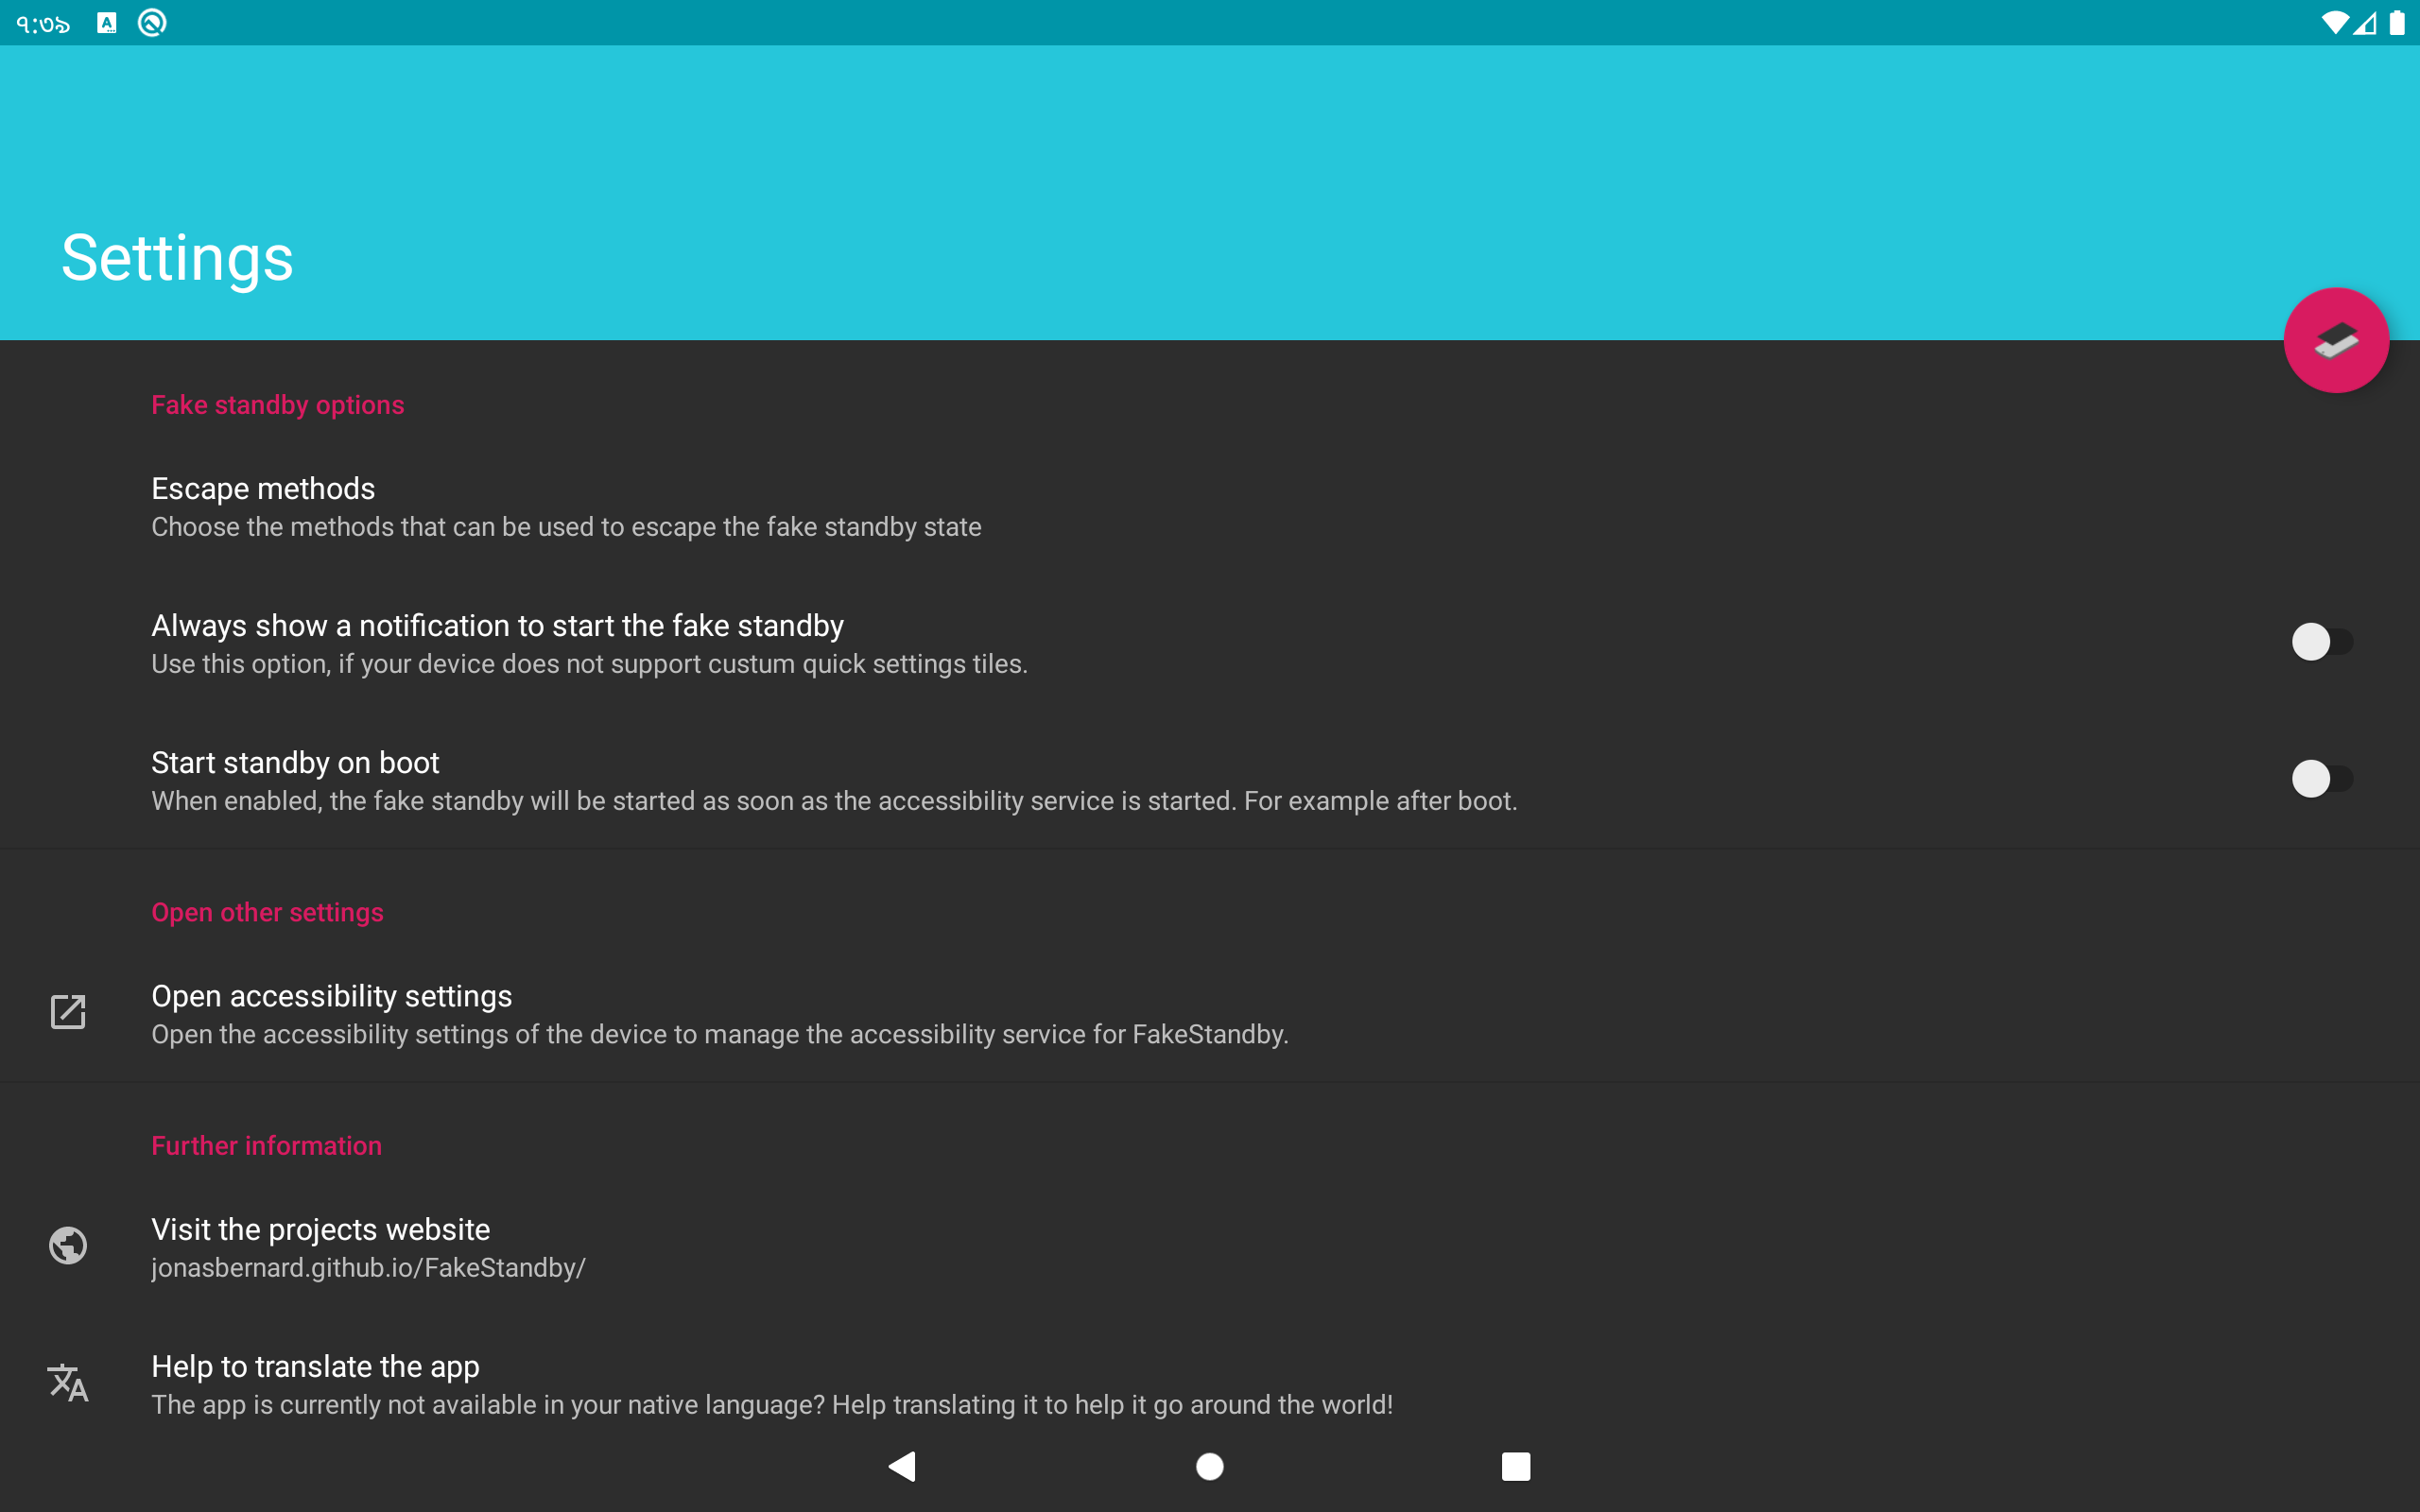 ৭:৩৯
Settings
Fake standby options
Escape methods
Choose the methods that can be used to escape the fake standby state
Always show a notification to start the fake standby
Use this option, if your device does not support custum quick settings tiles.
Start standby on boot
When enabled, the fake standby will be started as soon as the accessibility service is started. For example after boot.
Open other settings
Open accessibility settings
Open the accessibility settings of the device to manage the accessibility service for FakeStandby.
Further information
Visit the projects website
jonasbernard.github.io/FakeStandby/
Help to translate the app
The app is currently not available in your native language? Help translating it to help it go around the world!